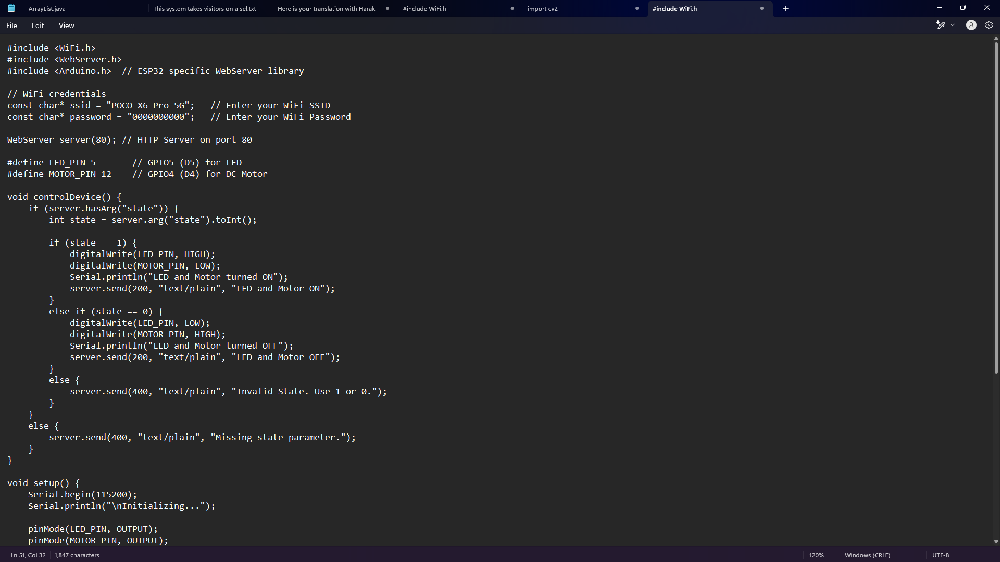 ArrayList.java
This system takes visitors on a sel.txt
Here is your translation with Harak
#include WiFi.h
import cv2
#include WiFi.h
File
Edit
View
#include <WiFi.h>
#include <WebServer.h>
#include <Arduino.h>  // ESP32 specific WebServer library

// WiFi credentials
const char* ssid = "POCO X6 Pro 5G";   // Enter your WiFi SSID
const char* password = "0000000000";   // Enter your WiFi Password

WebServer server(80); // HTTP Server on port 80

#define LED_PIN 5       // GPIO5 (D5) for LED
#define MOTOR_PIN 12    // GPIO4 (D4) for DC Motor

void controlDevice() {
    if (server.hasArg("state")) {
        int state = server.arg("state").toInt();

        if (state == 1) {
            digitalWrite(LED_PIN, HIGH);
            digitalWrite(MOTOR_PIN, LOW);
            Serial.println("LED and Motor turned ON");
            server.send(200, "text/plain", "LED and Motor ON");
        }
        else if (state == 0) {
            digitalWrite(LED_PIN, LOW);
            digitalWrite(MOTOR_PIN, HIGH);
            Serial.println("LED and Motor turned OFF");
            server.send(200, "text/plain", "LED and Motor OFF");
        }
        else {
            server.send(400, "text/plain", "Invalid State. Use 1 or 0.");
        }
    }
    else {
        server.send(400, "text/plain", "Missing state parameter.");
    }
}

void setup() {
    Serial.begin(115200);
    Serial.println("\nInitializing...");

    pinMode(LED_PIN, OUTPUT);
    pinMode(MOTOR_PIN, OUTPUT);
Ln 51, Col 32
1,847 characters
120%
Windows (CRLF)
UTF-8